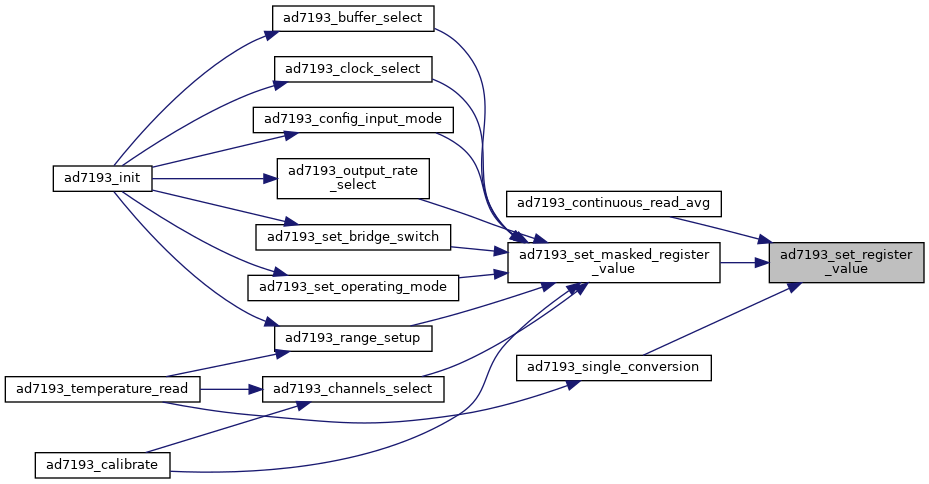 ad7193_buffer_select
ad7193_clock_select
ad7193_config_input_mode
ad7193_init
ad7193_output_rate
_select
ad7193_continuous_read_avg
ad7193_set_bridge_switch
ad7193_set_masked_register
_value
ad7193_set_register
_value
ad7193_set_operating_mode
ad7193_range_setup
ad7193_single_conversion
ad7193_temperature_read
ad7193_channels_select
ad7193_calibrate